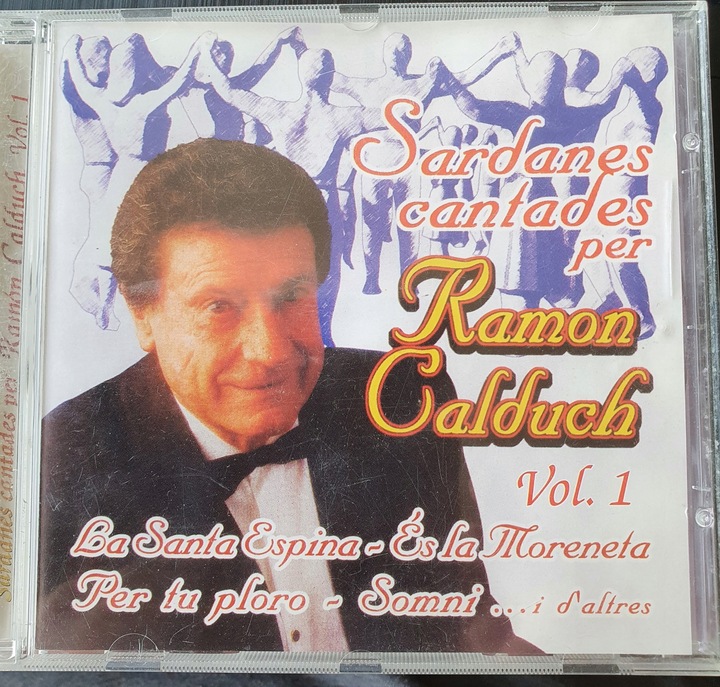 Sardanes
cantades
per
Ramon
Calduch
Vol. 1
La Santa Espina - És la Moreneta
Per tu ploro - Somni ... i d'altres
Sardanes cantades per Ramón Calduch Vol. 1